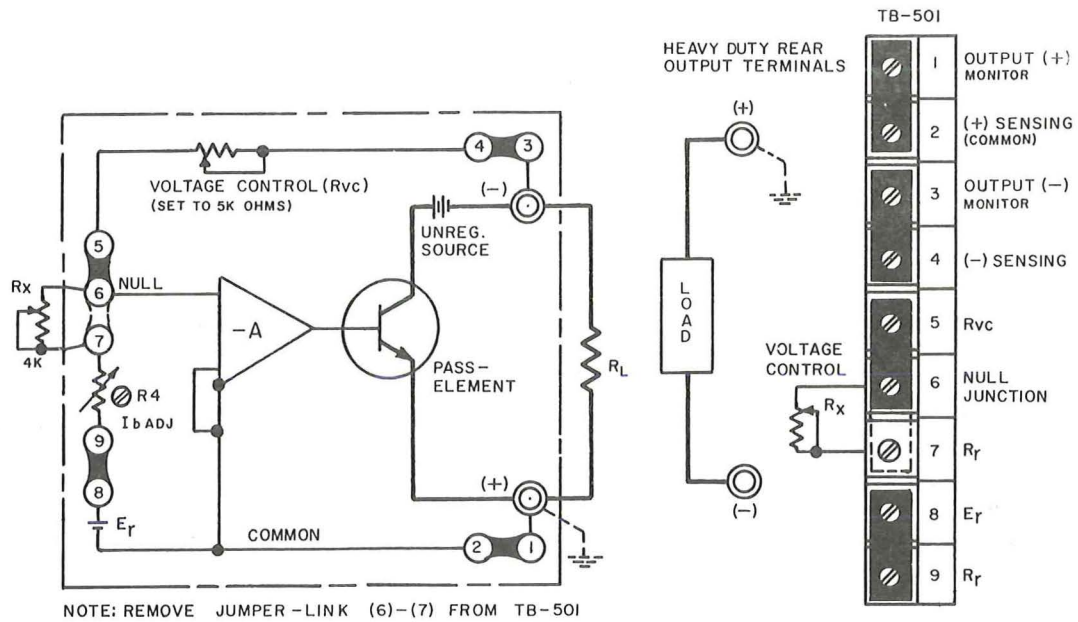 TB-501
HEAVY DUTY REAR
OUTPUT TERMINALS
(+)
LOAD
(-)
VOLTAGE
CONTROL
Rx
1 OUTPUT (+)
MONITOR
2 (+) SENSING
(COMMON)
3 OUTPUT (-)
MONITOR
4 (-) SENSING
5 Rvc
6 NULL
JUNCTION
7 Rr
8 Er
9 Rr
4 3
VOLTAGE CONTROL (Rvc)
(SET TO 5K OHMS)
(-)
UNREG.
SOURCE
5
Rx
6
NULL
7
4K
-A
PASS-
ELEMENT
RL
R4
Ib ADJ
9
8
(+)
Er
COMMON
2 1
NOTE: REMOVE JUMPER-LINK (6)-(7) FROM TB-501